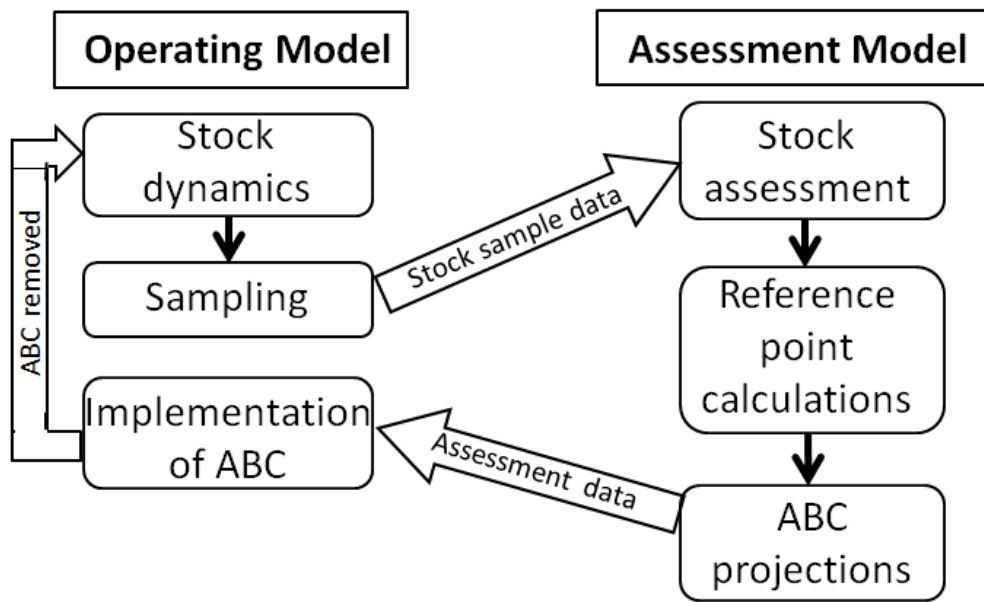 Operating Model
Assessment Model
Stock
dynamics
Sampling
Implementation
of ABC
ABC removed
Stock sample data
Stock
assessment
Reference
point
calculations
ABC
projections
Assessment data